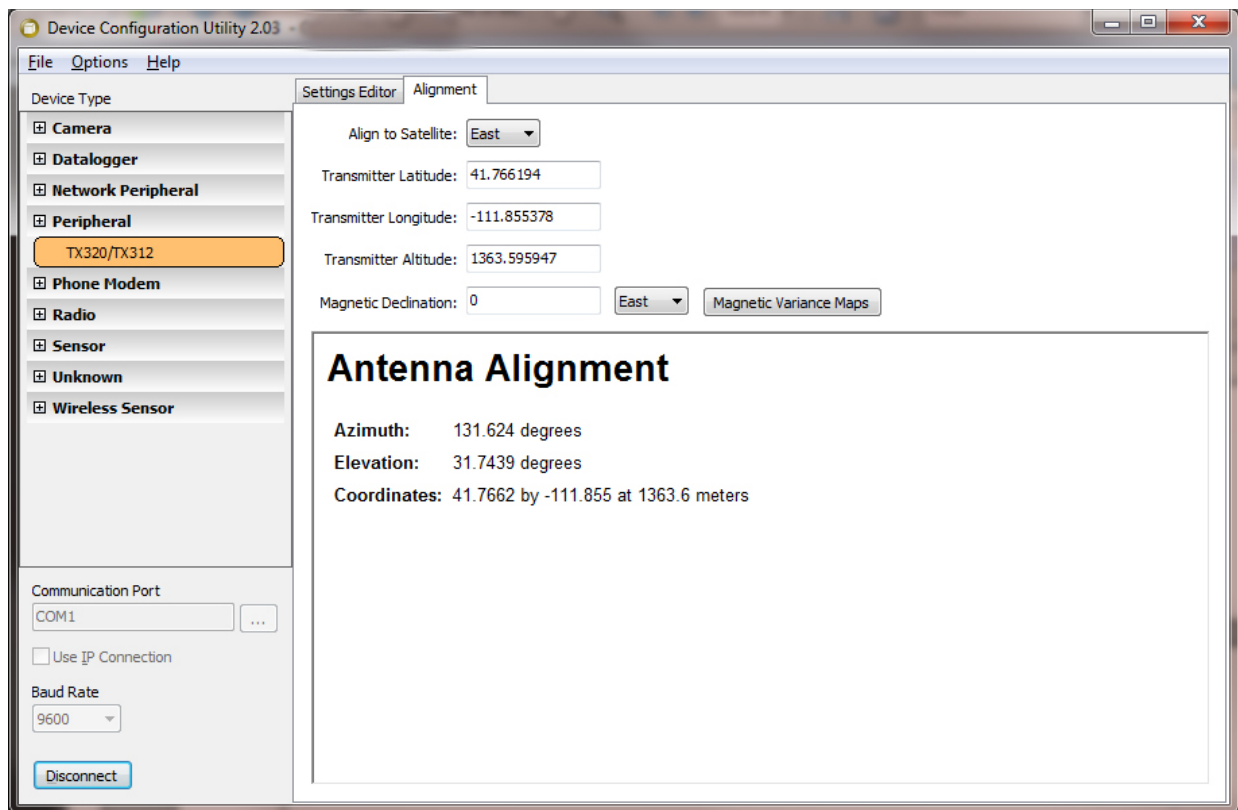 Device Configuration Utility 2.03 -
File Options Help
Device Type
Camera
Datalogger
Network Peripheral
Peripheral
TX320/TX312
Phone Modem
Radio
Sensor
Unknown
Wireless Sensor
Communication Port
COM1
...
Use IP Connection
Baud Rate
9600
Disconnect
Settings Editor Alignment
Align to Satellite: East
Transmitter Latitude: 41.766194
Transmitter Longitude: -111.855378
Transmitter Altitude: 1363.595947
Magnetic Declination: 0 East Magnetic Variance Maps
Antenna Alignment
Azimuth: 131.624 degrees
Elevation: 31.7439 degrees
Coordinates: 41.7662 by -111.855 at 1363.6 meters